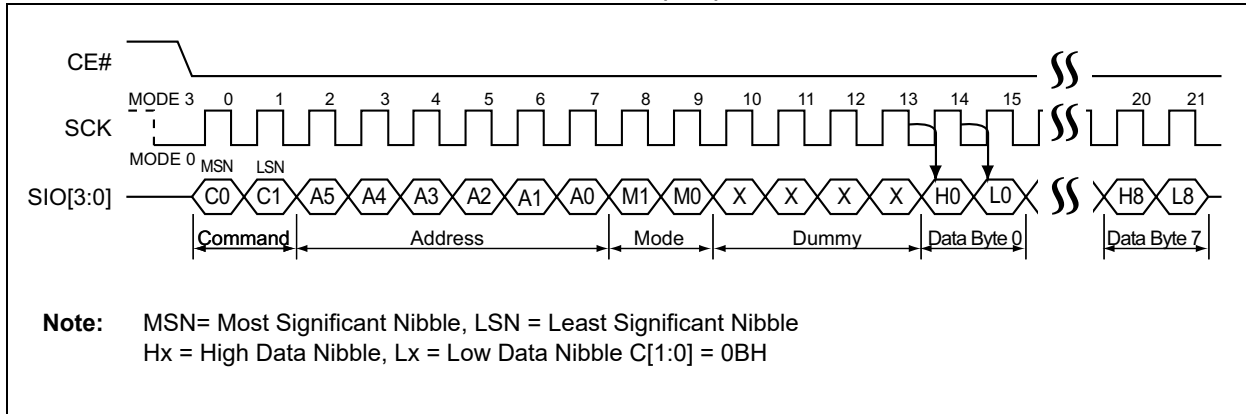 CE#
MODE 3 0 1 2 3 4 5 6 7 8 9 10 11 12 13 14 15 20 21
SCK
MODE 0
MSN LSN
SIO[3:0] C0 C1 A5 A4 A3 A2 A1 A0 M1 M0 X X X X H0 L0 H8 L8
Command Address Mode Dummy Data Byte 0 Data Byte 7
Note: MSN= Most Significant Nibble, LSN = Least Significant Nibble
Hx = High Data Nibble, Lx = Low Data Nibble C[1:0] = 0BH